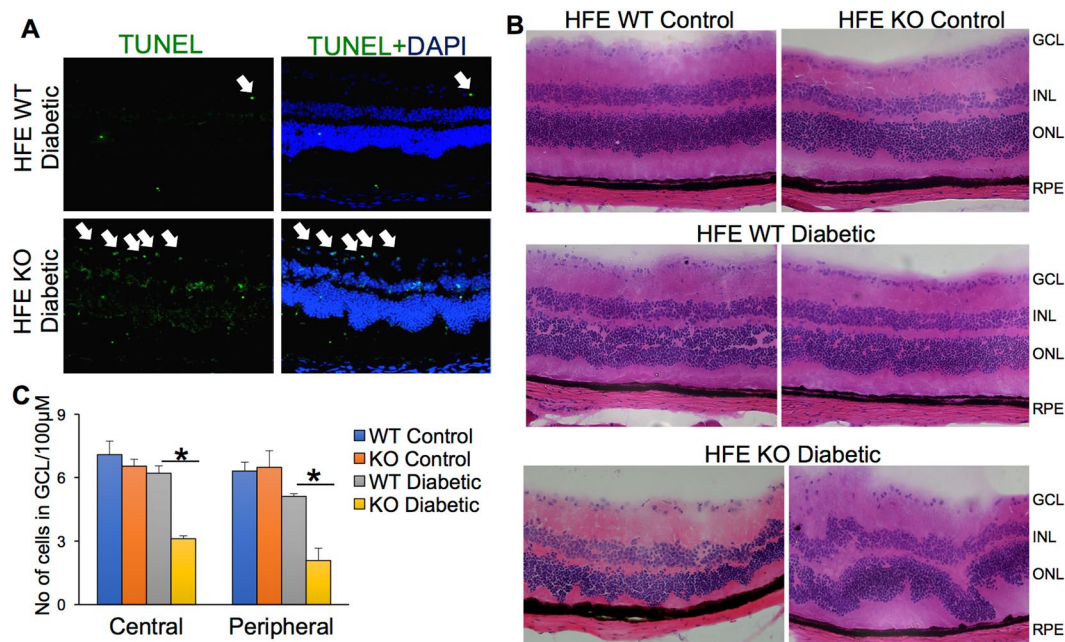 A
TUNEL
TUNEL+DAPI
HFE WT
Diabetic
HFE KO
Diabetic
B
HFE WT Control
HFE KO Control
GCL
INL
ONL
RPE
HFE WT Diabetic
GCL
INL
ONL
RPE
HFE KO Diabetic
GCL
INL
ONL
RPE
C
No of cells in GCL/100µM
9
6
3
0
*
*
Central
Peripheral
WT Control
KO Control
WT Diabetic
KO Diabetic